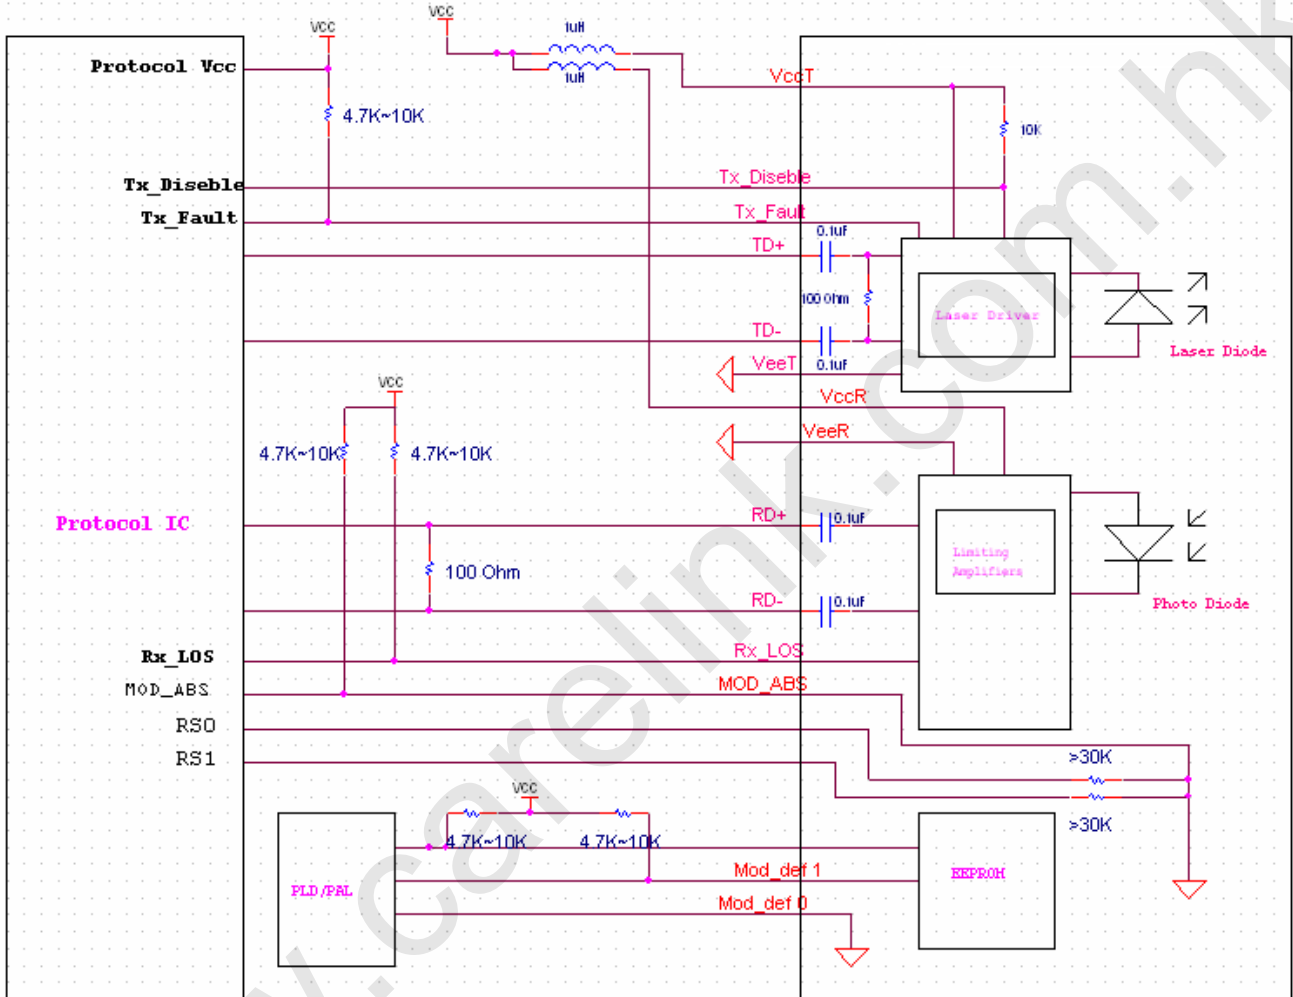 VCC
VCC
1uH
1uH
Protocol Vcc
VccT
4.7K~10K
10K
Tx_Diseble
Tx_Diseble
Tx_Fault
Tx_Fault
0.1uf
TD+
100 Ohm
Laser Driver
TD-
Laser Diode
VeeT
0.1uf
VCC
VccR
VeeR
4.7K~10K
4.7K~10K
RD+
0.1uF
Protocol IC
Limiting
Amplifiers
100 Ohm
RD-
0.1uF
Photo Diode
Rx_LOS
Rx_LOS
MOD_ABS
MOD_ABS
RS0
RS1
>30K
VCC
>30K
4.7K~10K
4.7K~10K
PLD/PAL
Mod_def 1
EEPROM
Mod_def 0
.carelink.com.hk